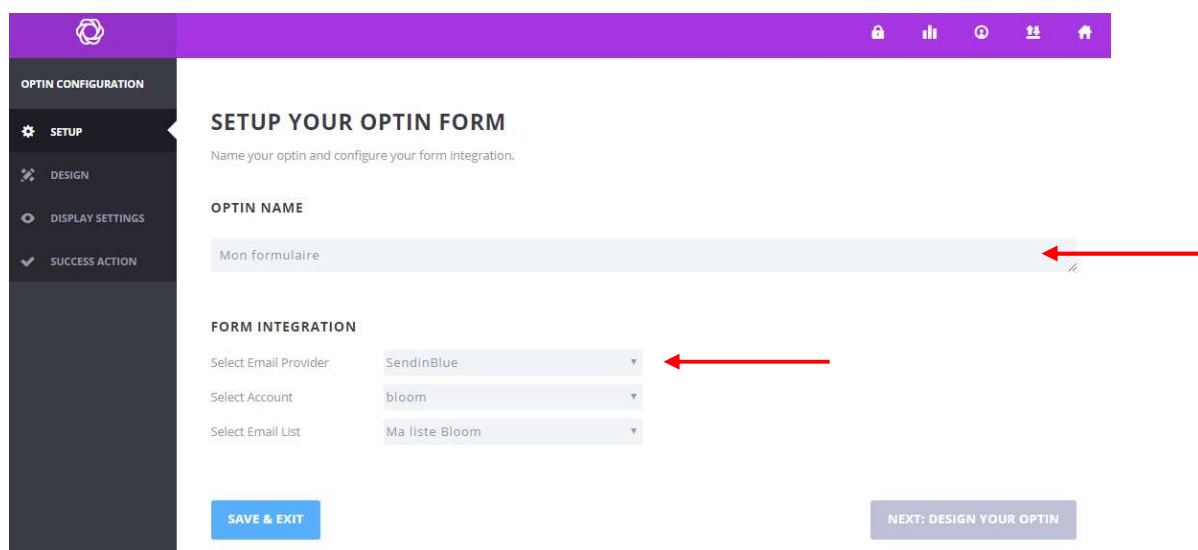 OPTIN CONFIGURATION
SETUP
DESIGN
DISPLAY SETTINGS
SUCCESS ACTION
SETUP YOUR OPTIN FORM
Name your optin and configure your form integration.
OPTIN NAME
Mon formulaire
FORM INTEGRATION
Select Email Provider SendinBlue
Select Account bloom
Select Email List Ma liste Bloom
SAVE & EXIT NEXT: DESIGN YOUR OPTIN